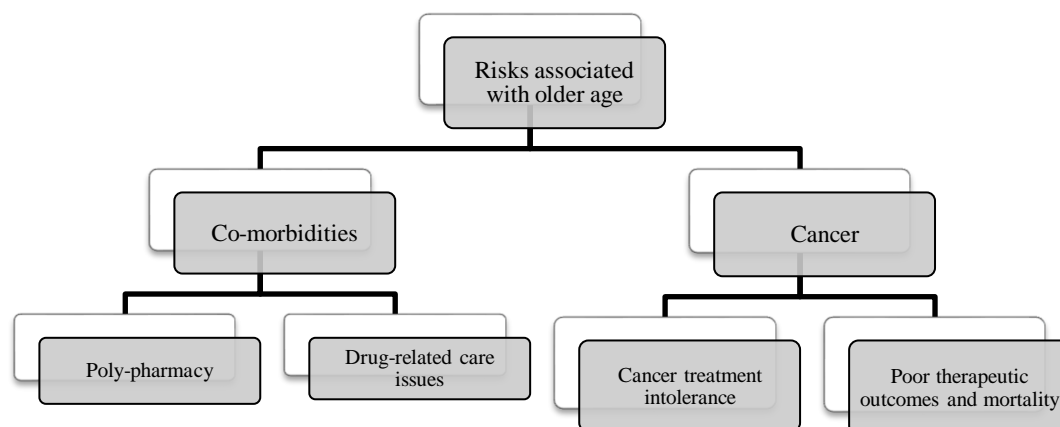 Risks associated
with older age
Co-morbidities
Cancer
Poly-pharmacy
Drug-related care
issues
Cancer treatment
intolerance
Poor therapeutic
outcomes and mortality